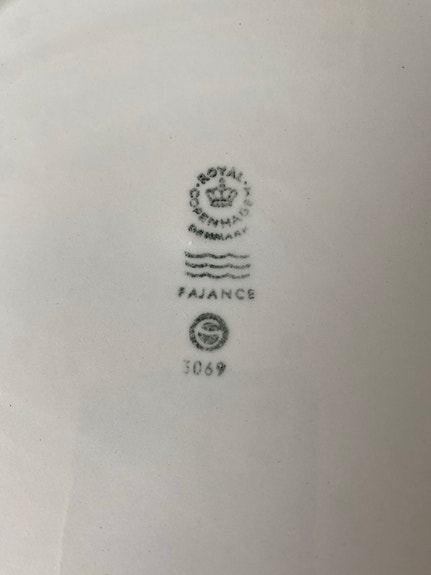 ROYAL
COPENHAGEN
DENMARK
FAJANCE
3069